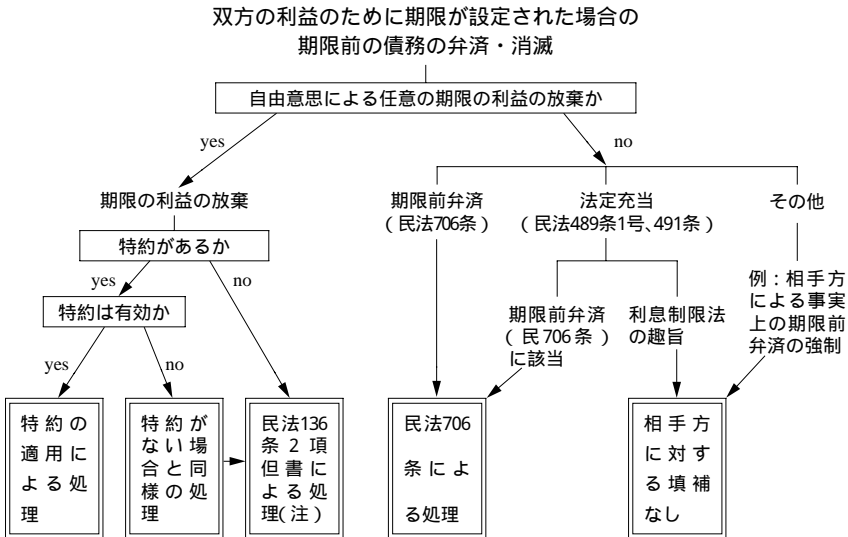 双方の利益のために期限が設定された場合の
期限前の債務の弁済・消滅
自由意思による任意の期限の利益の放棄か
yes
no
期限の利益の放棄
期限前弁済
(民法706条)
法定充当
(民法489条1号、491条)
その他
特約があるか
yes
no
特約は有効か
期限前弁済
(民706条)
に該当
利息制限法
の趣旨
例：相手方
による事実
上の期限前
弁済の強制
yes
no
特約の
適用に
よる処
理
特約が
ない場
合と同
様の処
理
民法136
条2項
但書に
よる処
理(注)
民法706
条によ
る処理
相手方
に対す
る填補
なし